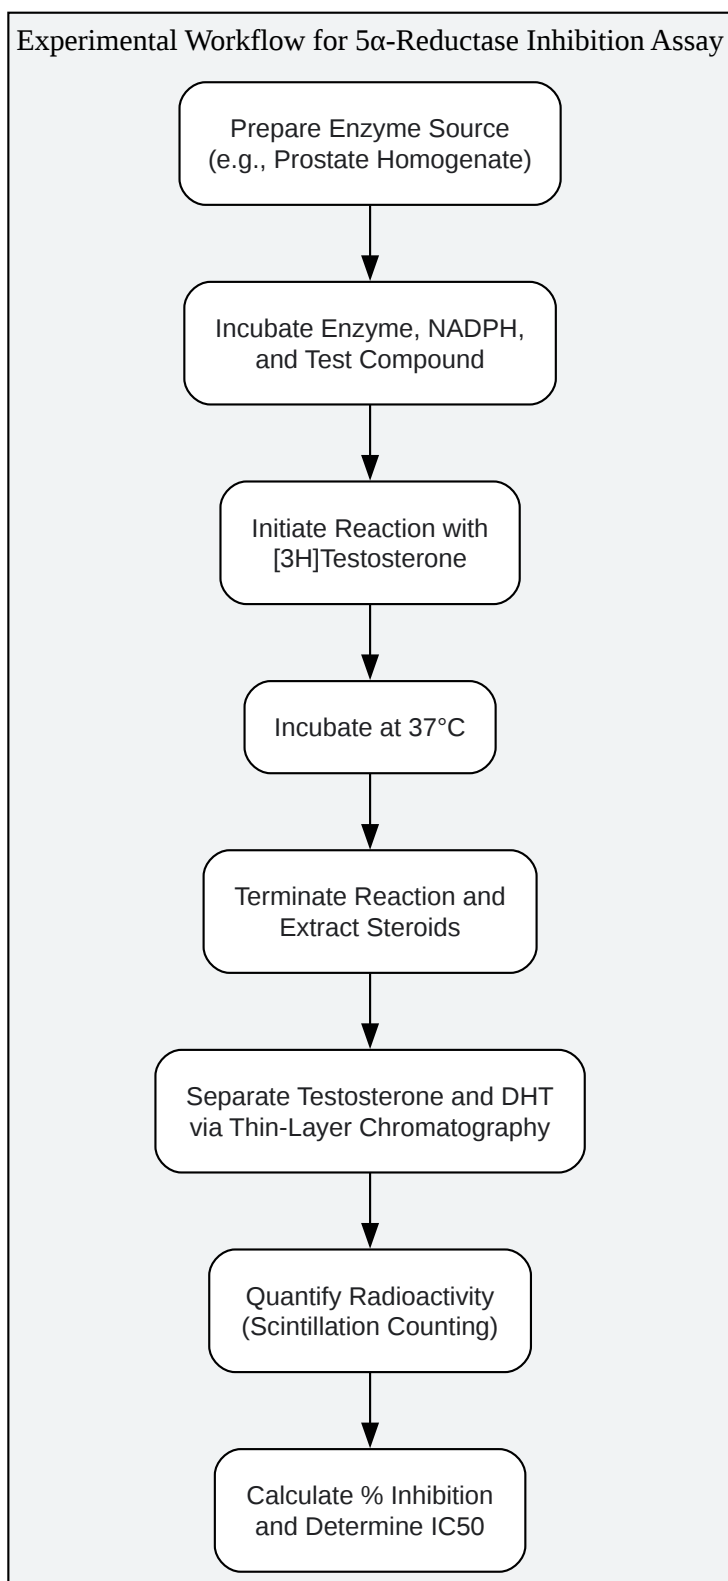 Experimental Workflow for 5α-Reductase Inhibition Assay
Prepare Enzyme Source
(e.g., Prostate Homogenate)
Incubate Enzyme, NADPH,
and Test Compound
Initiate Reaction with
[3H]Testosterone
Incubate at 37°C
Terminate Reaction and
Extract Steroids
Separate Testosterone and DHT
via Thin-Layer Chromatography
Quantify Radioactivity
(Scintillation Counting)
Calculate % Inhibition
and Determine IC50